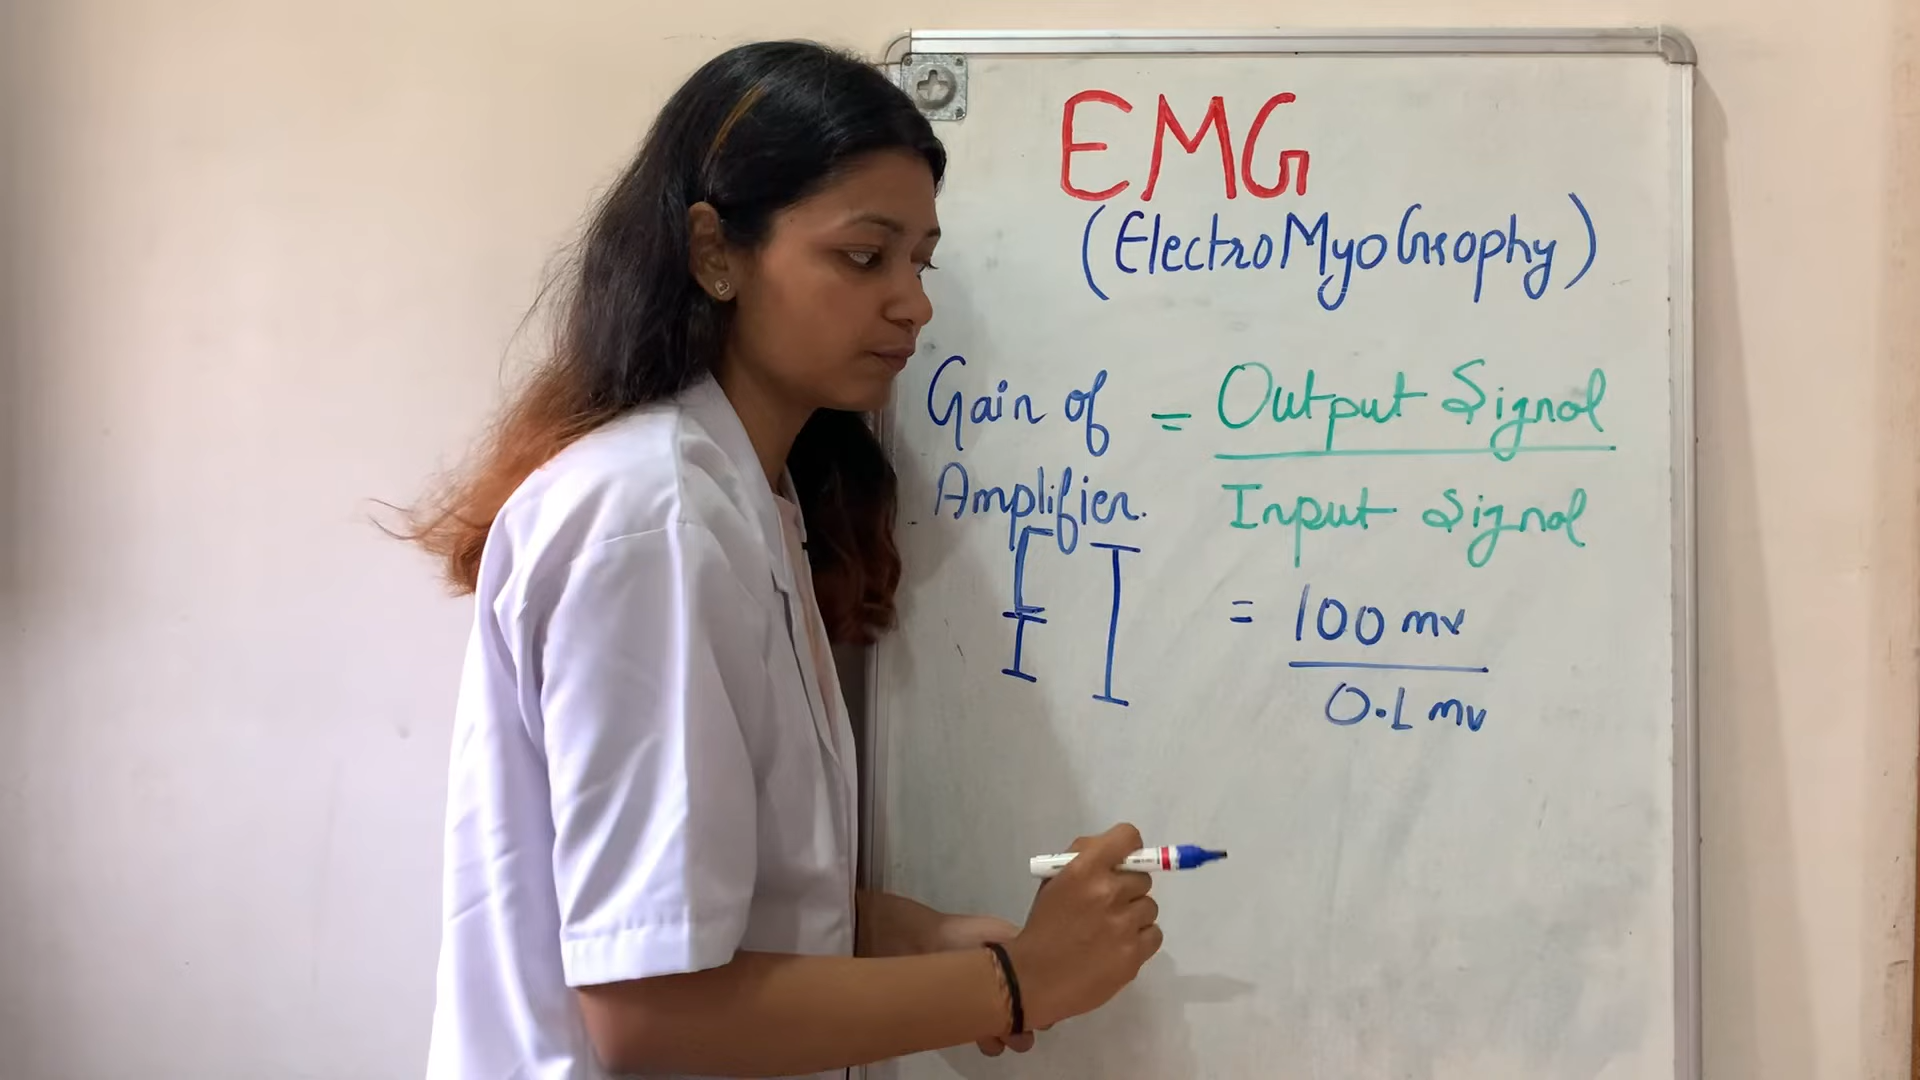 EMG
(ElectroMyoGraphy)
Gain of = Output Signal
Amplifier. Input Signal
= 100 mv
0.1 mv